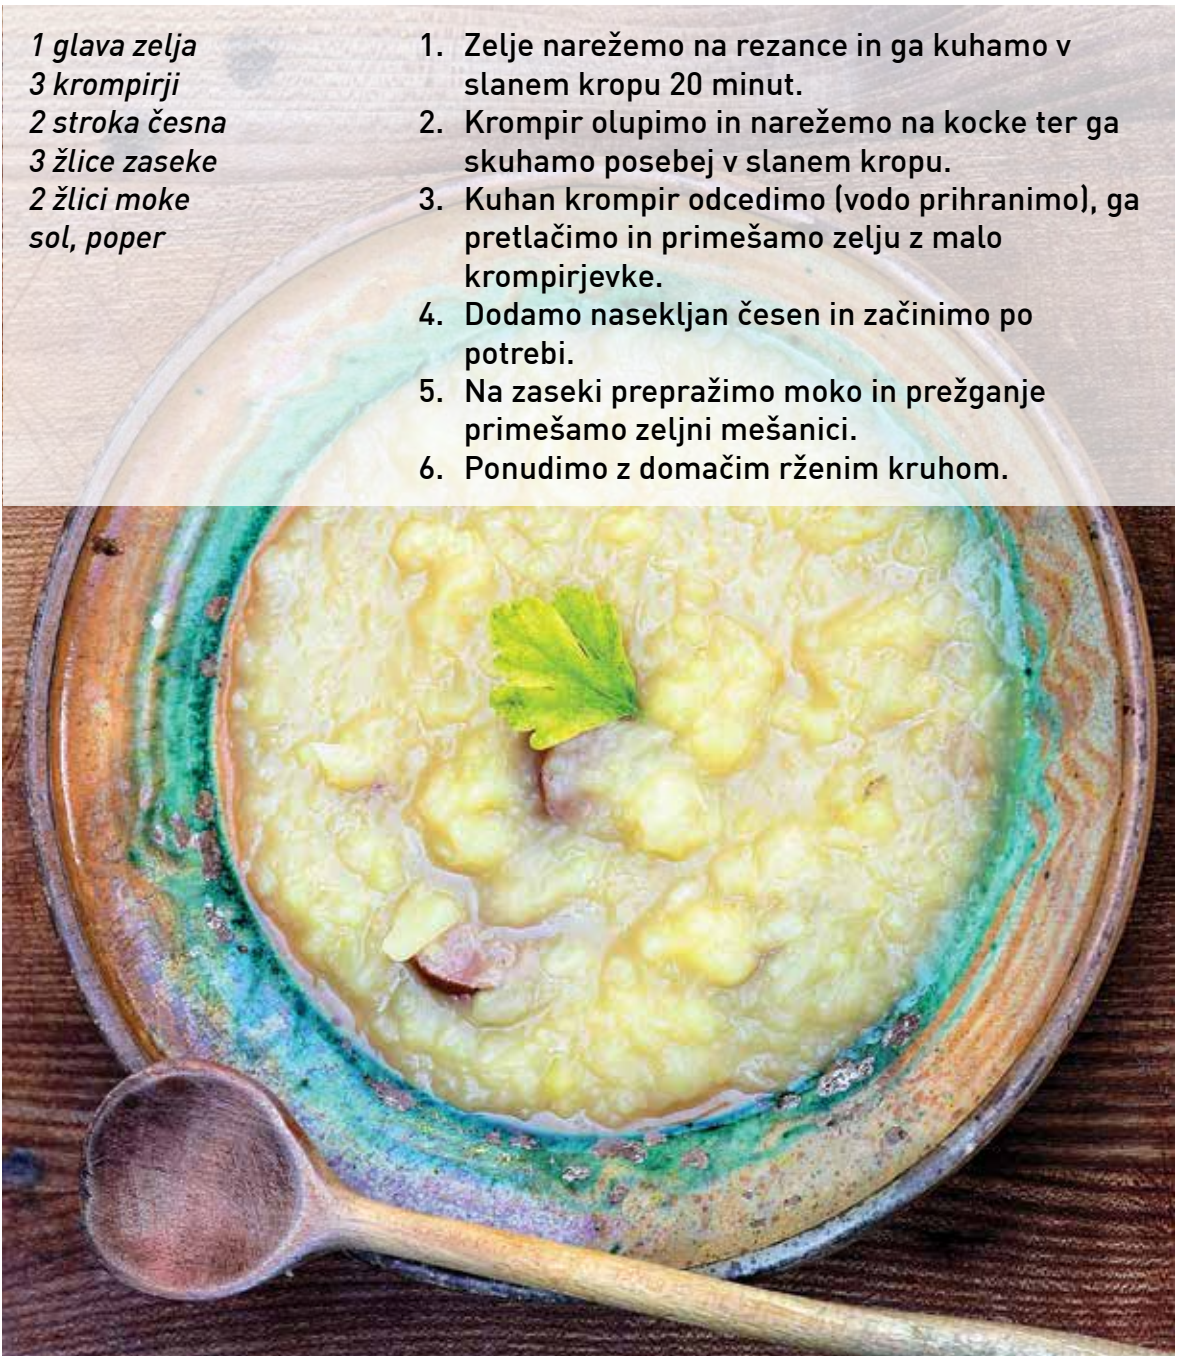 1 glava zelja
3 krompirji
2 stroka česna
3 žlice zaseke
2 žlici moke
sol, poper
1. Zelje narežemo na rezance in ga kuhamo v
slanem kropu 20 minut.
2. Krompir olupimo in narežemo na kocke ter ga
skuhamo posebej v slanem kropu.
3. Kuhan krompir odcedimo (vodo prihranimo), ga
pretlačimo in primešamo zelju z malo
krompirjevke.
4. Dodamo nasekljan česen in začinimo po
potrebi.
5. Na zaseki prepražimo moko in prežganje
primešamo zeljni mešanici.
6. Ponudimo z domačim rženim kruhom.